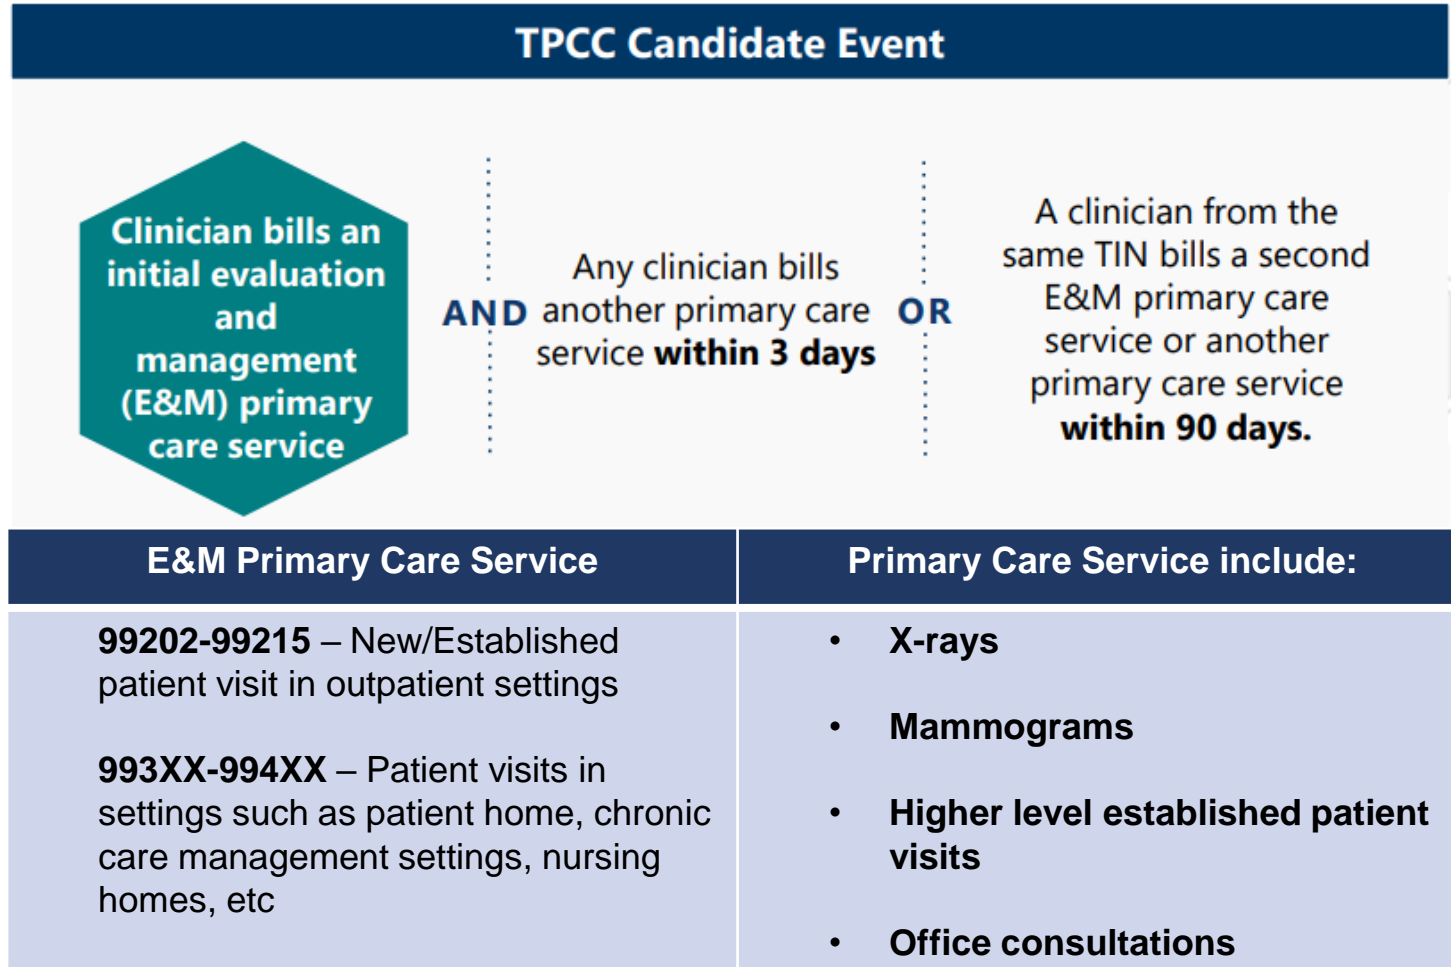 TPCC Candidate Event
Clinician bills an
initial evaluation
and
management
(E&M) primary
care service
AND
Any clinician bills
another primary care
service within 3 days
OR
A clinician from the
same TIN bills a second
E&M primary care
service or another
primary care service
within 90 days.
E&M Primary Care Service
99202-99215 – New/Established
patient visit in outpatient settings
993XX-994XX – Patient visits in
settings such as patient home, chronic
care management settings, nursing
homes, etc
Primary Care Service include:
• X-rays
• Mammograms
• Higher level established patient
visits
• Office consultations